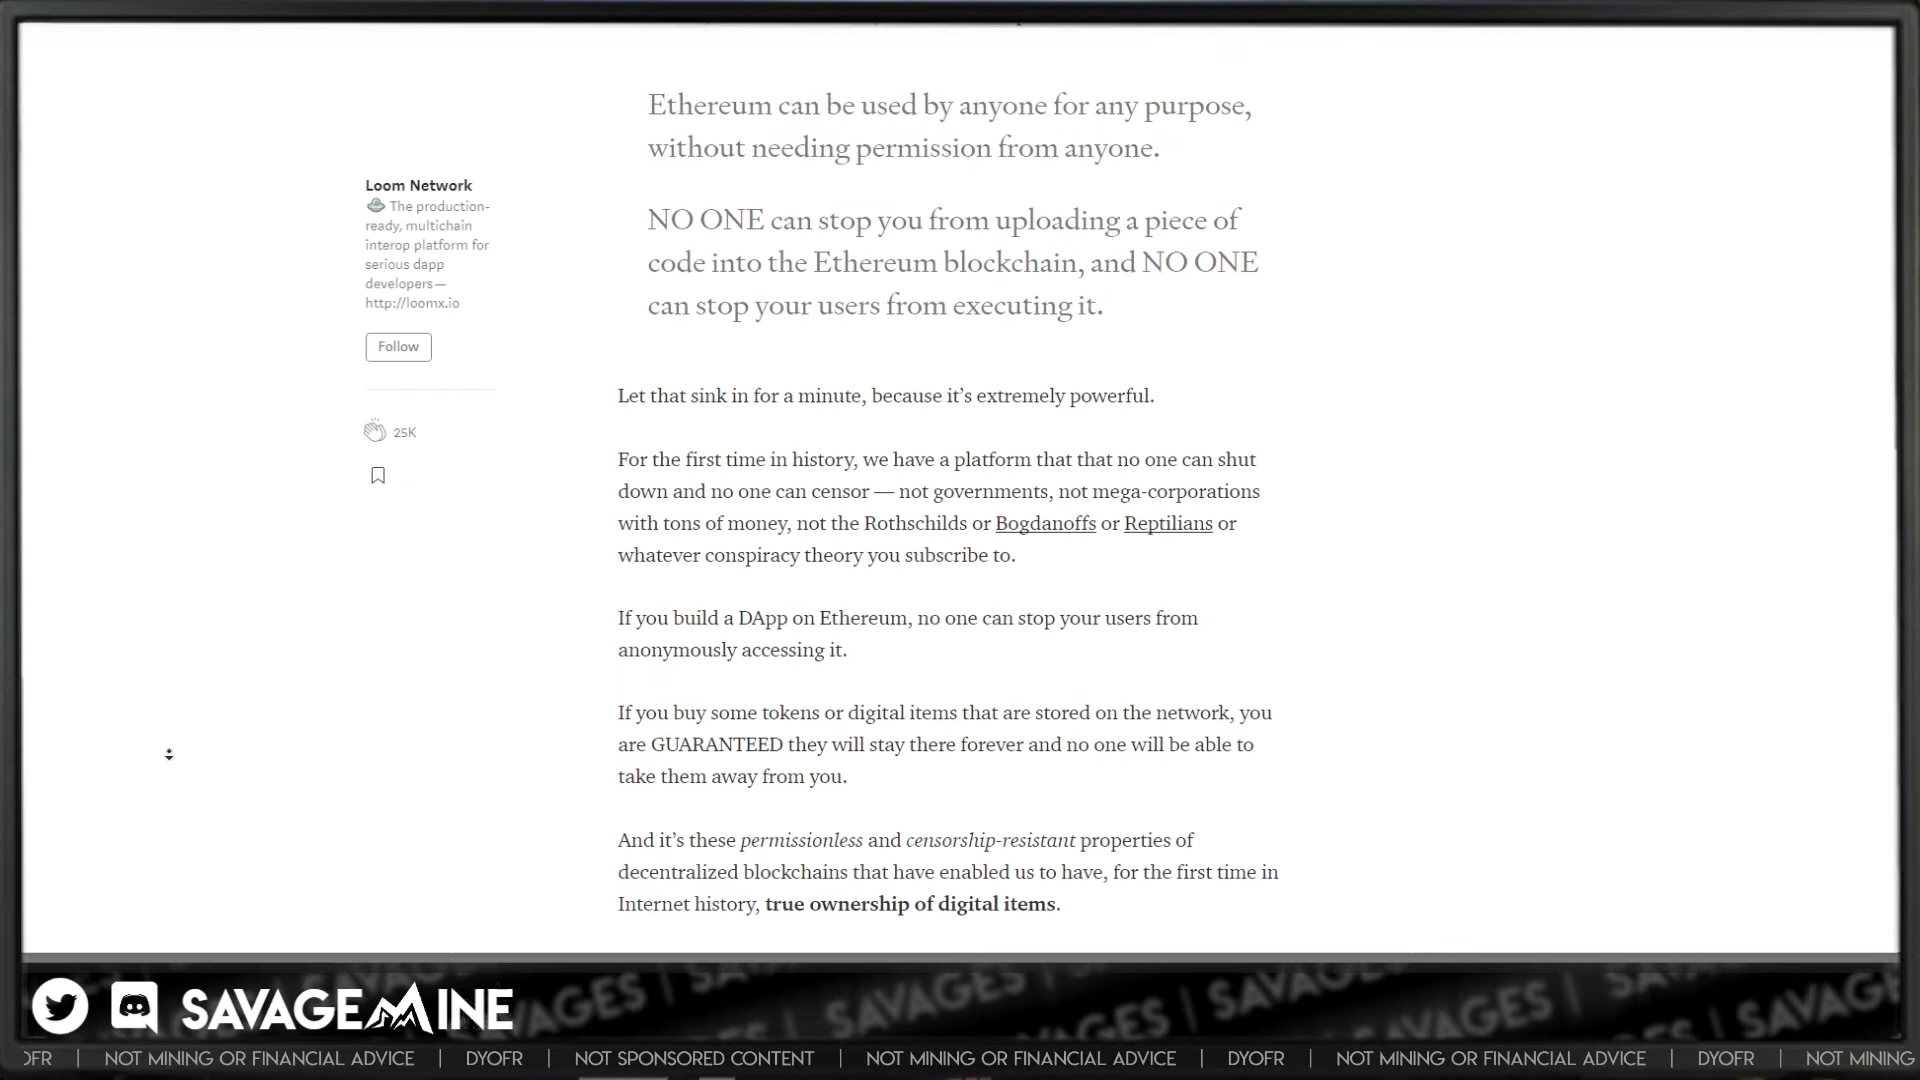 Ethereum can be used by anyone for any purpose,
without needing permission from anyone.
NO ONE can stop you from uploading a piece of
code into the Ethereum blockchain, and NO ONE
can stop your users from executing it.
Loom Network
🛸 The production-
ready, multichain
interop platform for
serious dapp
developers—
http://loomx.io
Follow
25K
Let that sink in for a minute, because it’s extremely powerful.
For the first time in history, we have a platform that that no one can shut
down and no one can censor — not governments, not mega-corporations
with tons of money, not the Rothschilds or Bogdanoffs or Reptilians or
whatever conspiracy theory you subscribe to.
If you build a DApp on Ethereum, no one can stop your users from
anonymously accessing it.
If you buy some tokens or digital items that are stored on the network, you
are GUARANTEED they will stay there forever and no one will be able to
take them away from you.
And it’s these permissionless and censorship-resistant properties of
decentralized blockchains that have enabled us to have, for the first time in
Internet history, true ownership of digital items.
SAVAGEMINE
SAVAGES | SAVAGES | SAVAGES | SAVAGES
OFR | NOT MINING OR FINANCIAL ADVICE | DYOFR | NOT SPONSORED CONTENT | NOT MINING OR FINANCIAL ADVICE | DYOFR | NOT MINING OR FINANCIAL ADVICE | DYOFR | NOT MINING